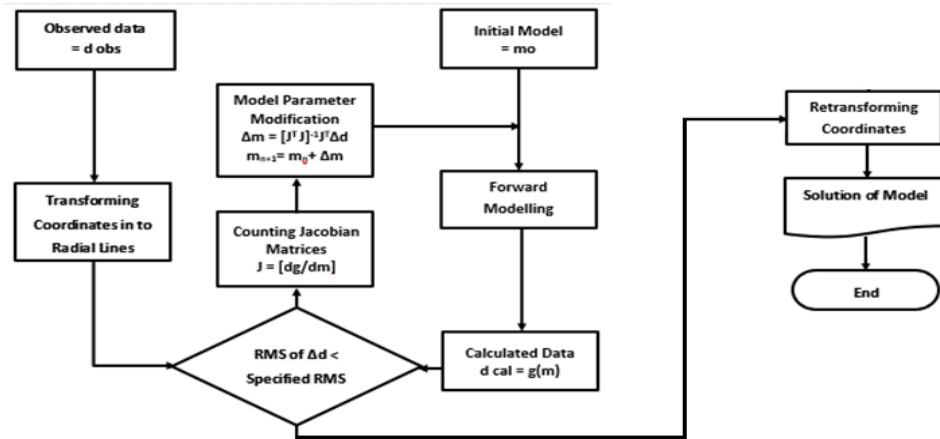 Observed data
= d obs
Initial Model
= mo
Model Parameter
Modification
Δm = [JᵀJ]⁻¹JᵀΔd
mₙ₊₁= m₀+ Δm
Retransforming
Coordinates
Transforming
Coordinates in to
Radial Lines
Forward
Modelling
Solution of Model
Counting Jacobian
Matrices
J = [dg/dm]
End
RMS of Δd <
Specified RMS
Calculated Data
d cal = g(m)